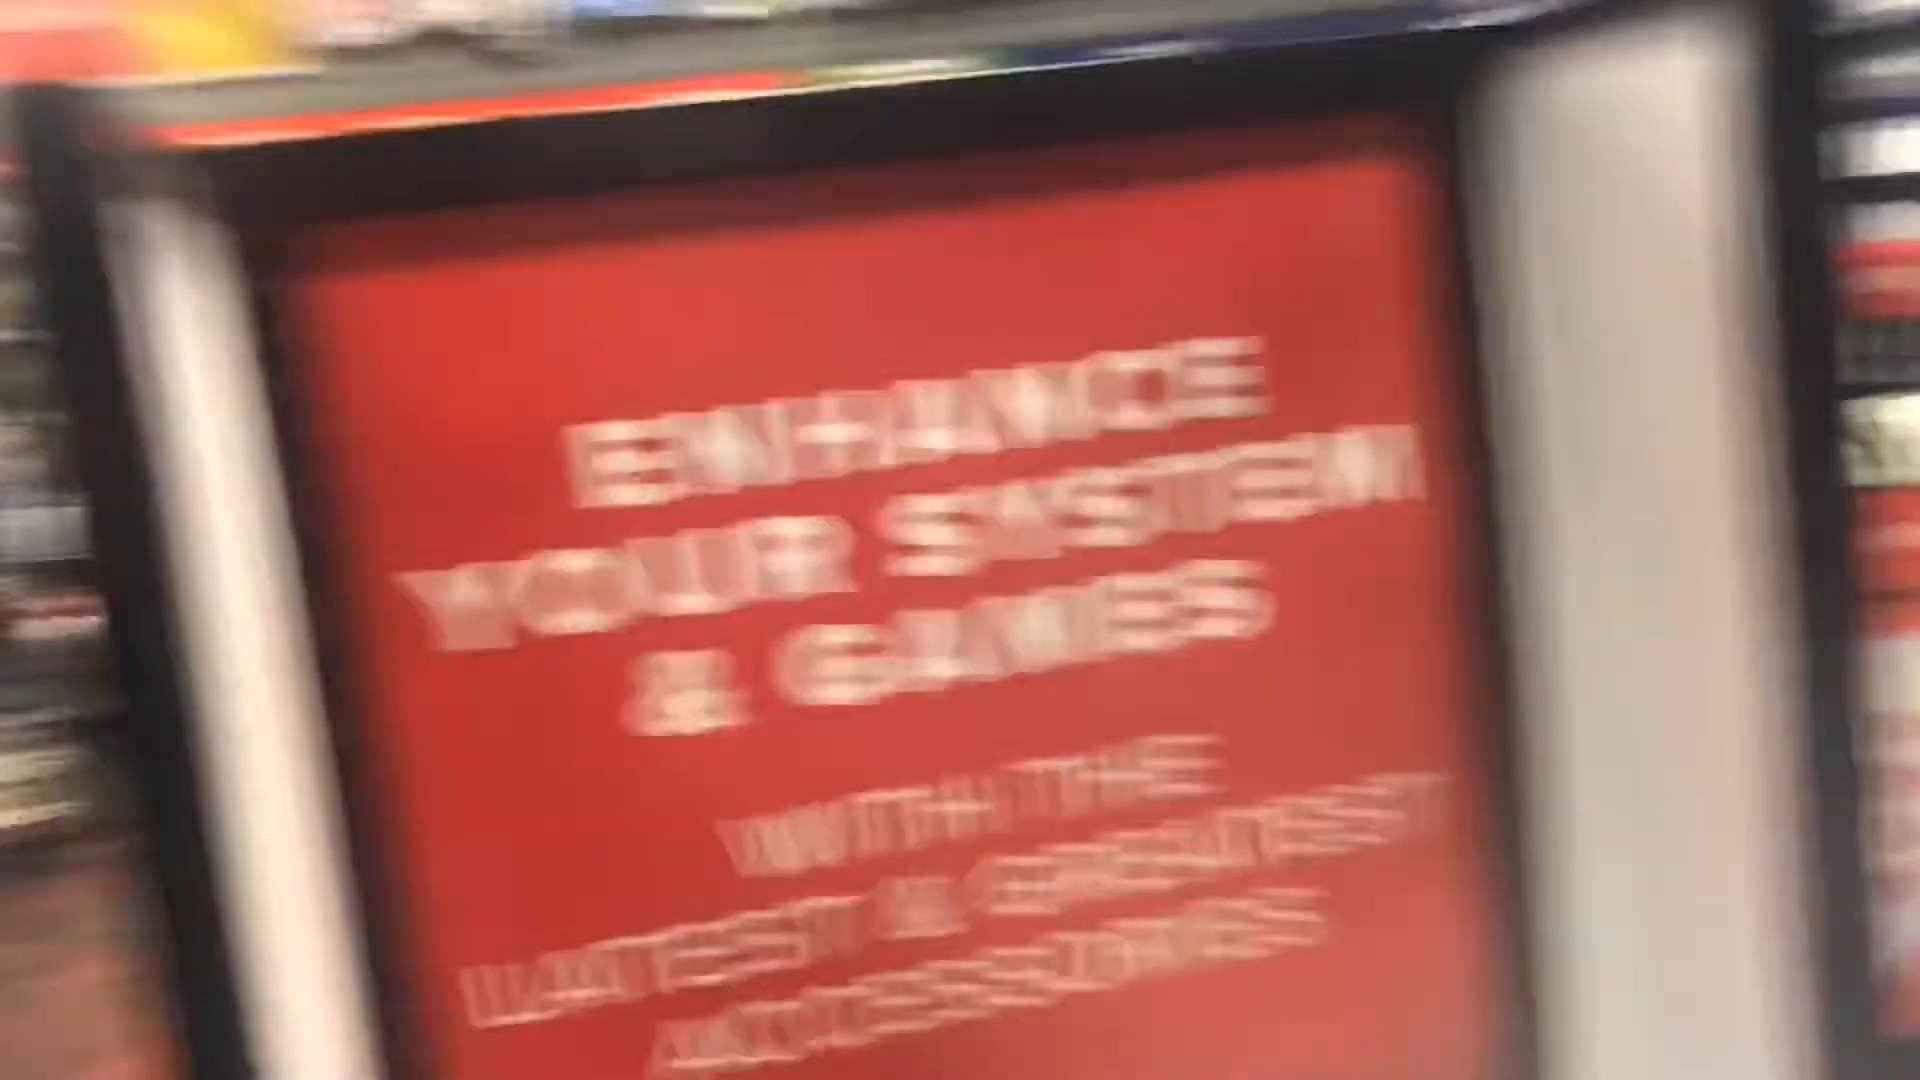 ENHANCE
YOUR SYSTEM
& GAMES
WITH THE
LATEST & GREATEST
ACCESSORIES